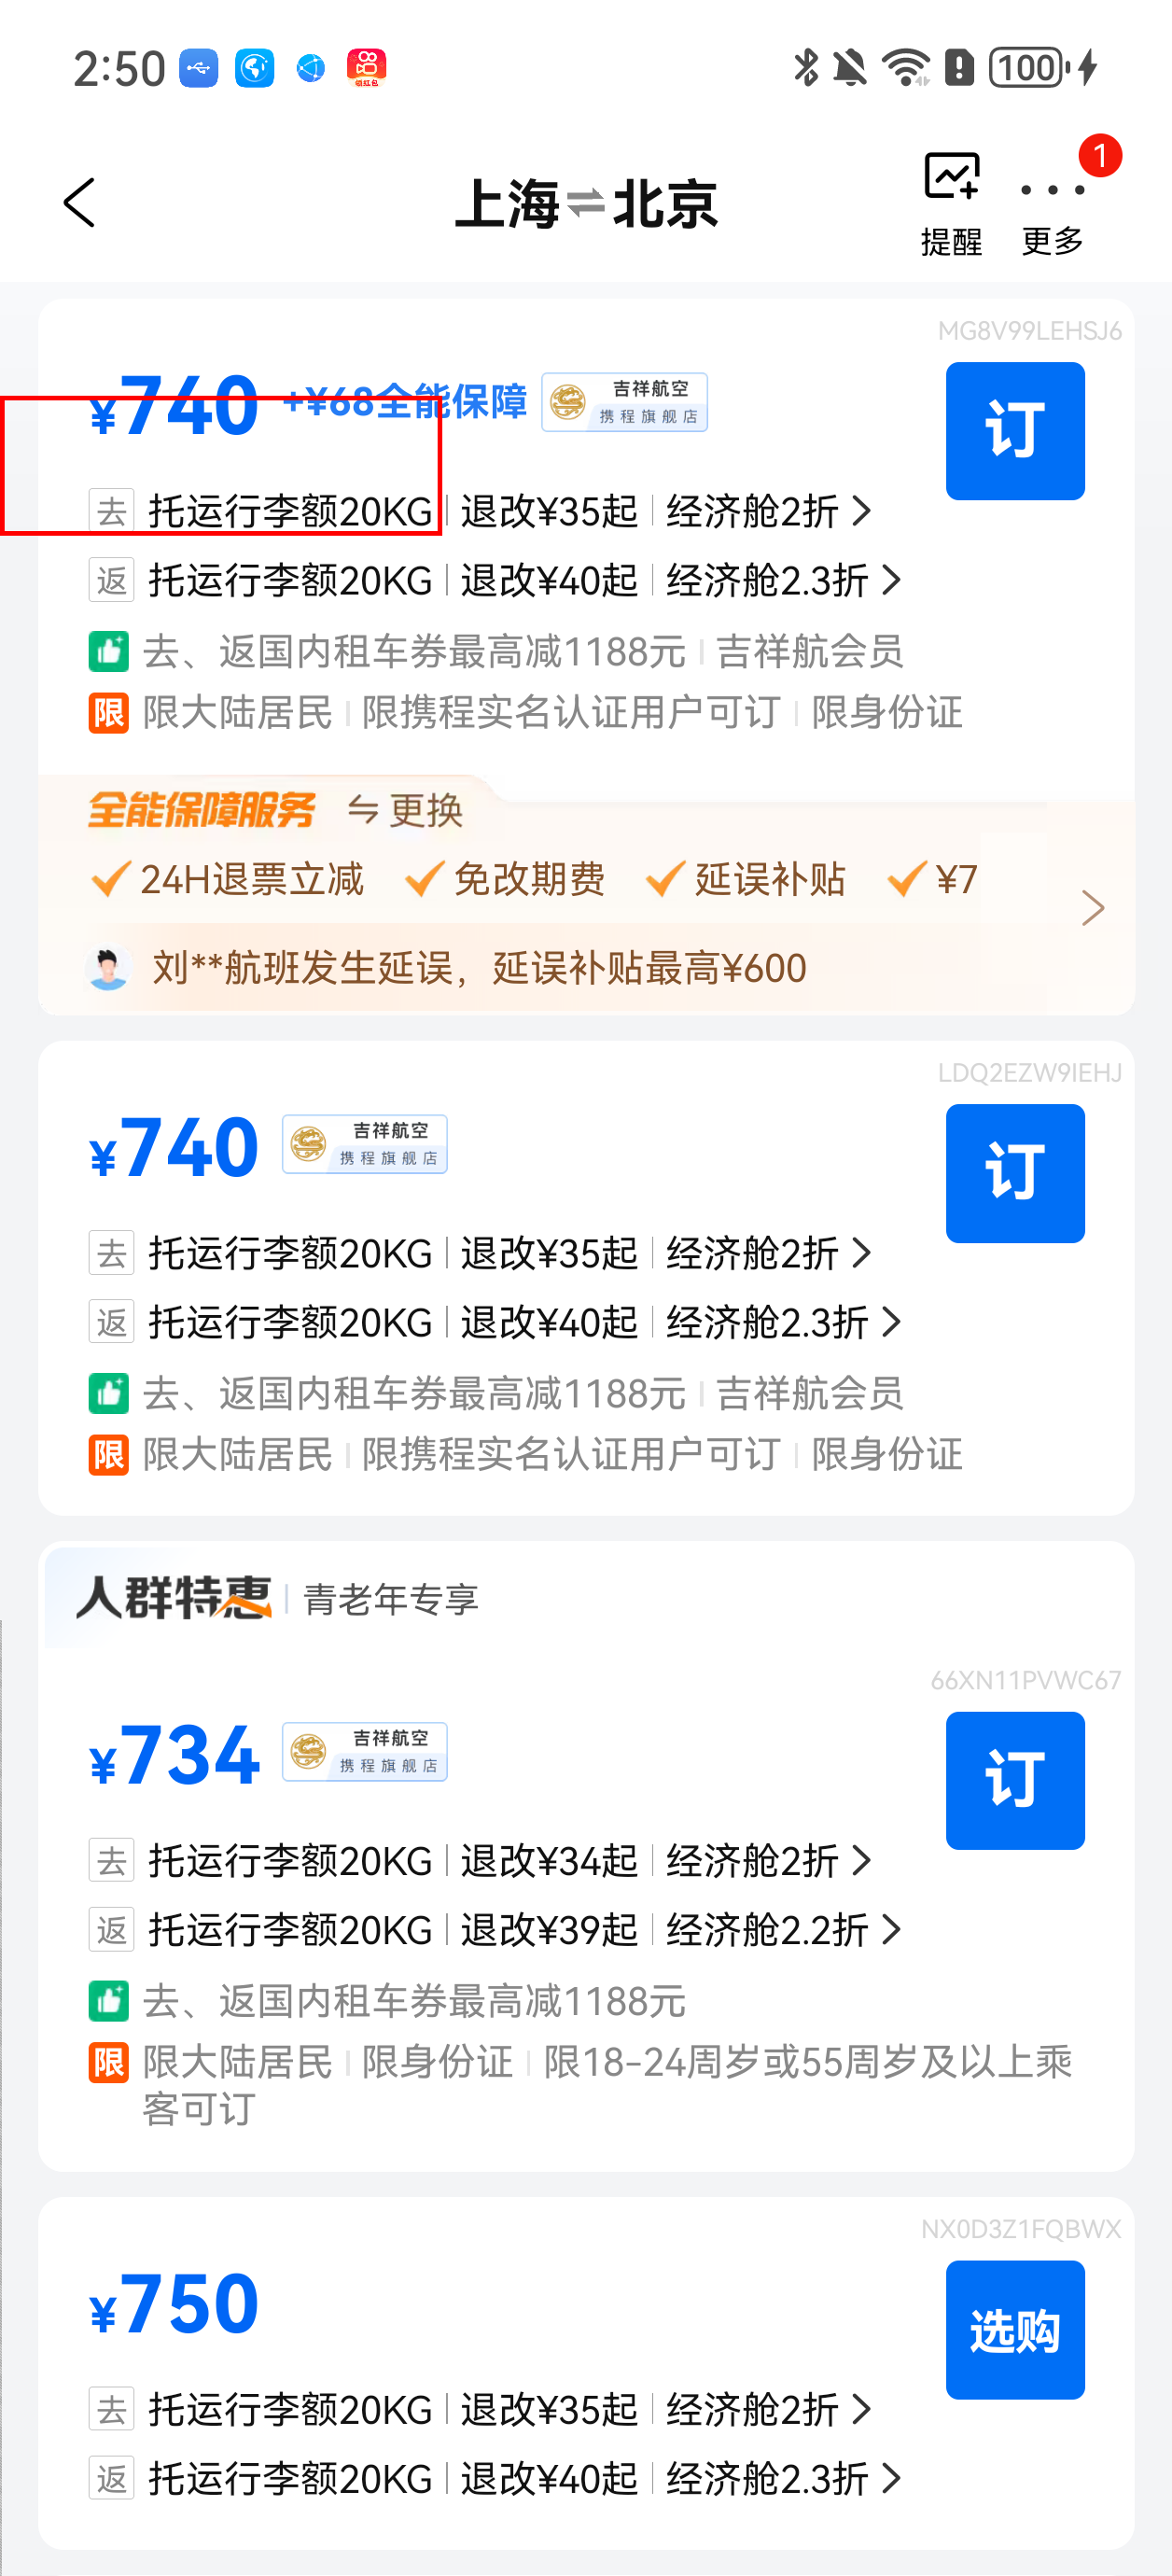 2:50
领红包
100
上海⇌北京
提醒
更多
1
MG8V99LEHSJ6
¥740 +¥68全能保障 吉祥航空 携程旗舰店
订
去 托运行李额20KG | 退改¥35起 | 经济舱2折 >
返 托运行李额20KG | 退改¥40起 | 经济舱2.3折 >
去、返国内租车券最高减1188元 | 吉祥航会员
限 限大陆居民 | 限携程实名认证用户可订 | 限身份证
全能保障服务 ⇋ 更换
24H退票立减 免改期费 延误补贴 ¥7
刘**航班发生延误，延误补贴最高¥600
LDQ2EZW9IEHJ
¥740 吉祥航空 携程旗舰店
订
去 托运行李额20KG | 退改¥35起 | 经济舱2折 >
返 托运行李额20KG | 退改¥40起 | 经济舱2.3折 >
去、返国内租车券最高减1188元 | 吉祥航会员
限 限大陆居民 | 限携程实名认证用户可订 | 限身份证
人群特惠 | 青老年专享
66XN11PVWC67
¥734 吉祥航空 携程旗舰店
订
去 托运行李额20KG | 退改¥34起 | 经济舱2折 >
返 托运行李额20KG | 退改¥39起 | 经济舱2.2折 >
去、返国内租车券最高减1188元
限 限大陆居民 | 限身份证 | 限18-24周岁或55周岁及以上乘
客可订
NX0D3Z1FQBWX
¥750
选购
去 托运行李额20KG | 退改¥35起 | 经济舱2折 >
返 托运行李额20KG | 退改¥40起 | 经济舱2.3折 >